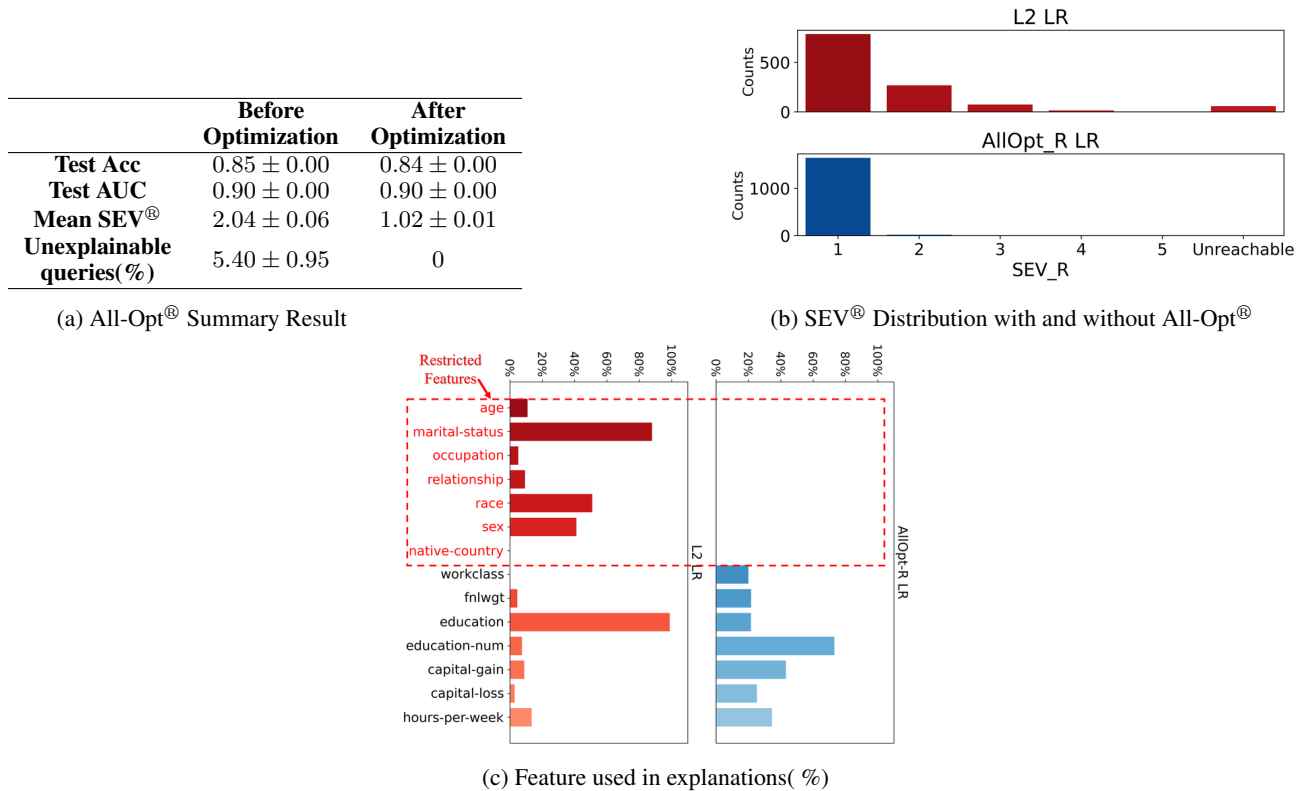 Before Optimization After Optimization
Test Acc 0.85 ± 0.00 0.84 ± 0.00
Test AUC 0.90 ± 0.00 0.90 ± 0.00
Mean SEV® 2.04 ± 0.06 1.02 ± 0.01
Unexplainable queries(%) 5.40 ± 0.95 0
(a) All-Opt® Summary Result
L2 LR
Counts
500
0
AllOpt_R LR
Counts
1000
0
1 2 3 4 5 Unreachable
SEV_R
(b) SEV® Distribution with and without All-Opt®
Restricted
Features
0% 20% 40% 60% 80% 100%
0% 20% 40% 60% 80% 100%
age
marital-status
occupation
relationship
race
sex
native-country
workclass
fnlwgt
education
education-num
capital-gain
capital-loss
hours-per-week
L2 LR
AllOpt-R LR
(c) Feature used in explanations( %)